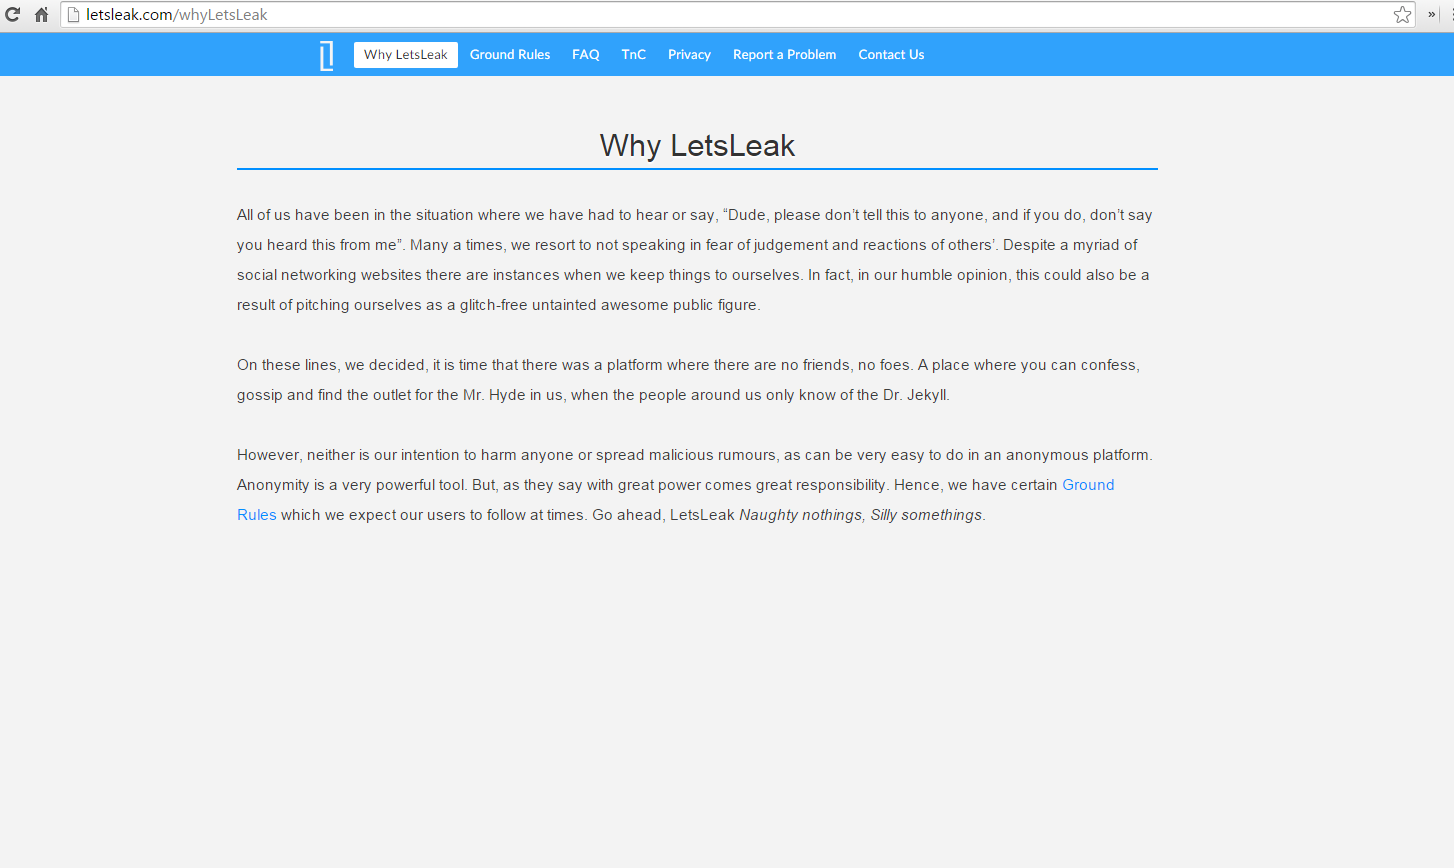 letsleak.com/whyLetsLeak
»
Why LetsLeak Ground Rules FAQ TnC Privacy Report a Problem Contact Us
Why LetsLeak
All of us have been in the situation where we have had to hear or say, “Dude, please don’t tell this to anyone, and if you do, don’t say
you heard this from me”. Many a times, we resort to not speaking in fear of judgement and reactions of others’. Despite a myriad of
social networking websites there are instances when we keep things to ourselves. In fact, in our humble opinion, this could also be a
result of pitching ourselves as a glitch-free untainted awesome public figure.
On these lines, we decided, it is time that there was a platform where there are no friends, no foes. A place where you can confess,
gossip and find the outlet for the Mr. Hyde in us, when the people around us only know of the Dr. Jekyll.
However, neither is our intention to harm anyone or spread malicious rumours, as can be very easy to do in an anonymous platform.
Anonymity is a very powerful tool. But, as they say with great power comes great responsibility. Hence, we have certain Ground
Rules which we expect our users to follow at times. Go ahead, LetsLeak Naughty nothings, Silly somethings.